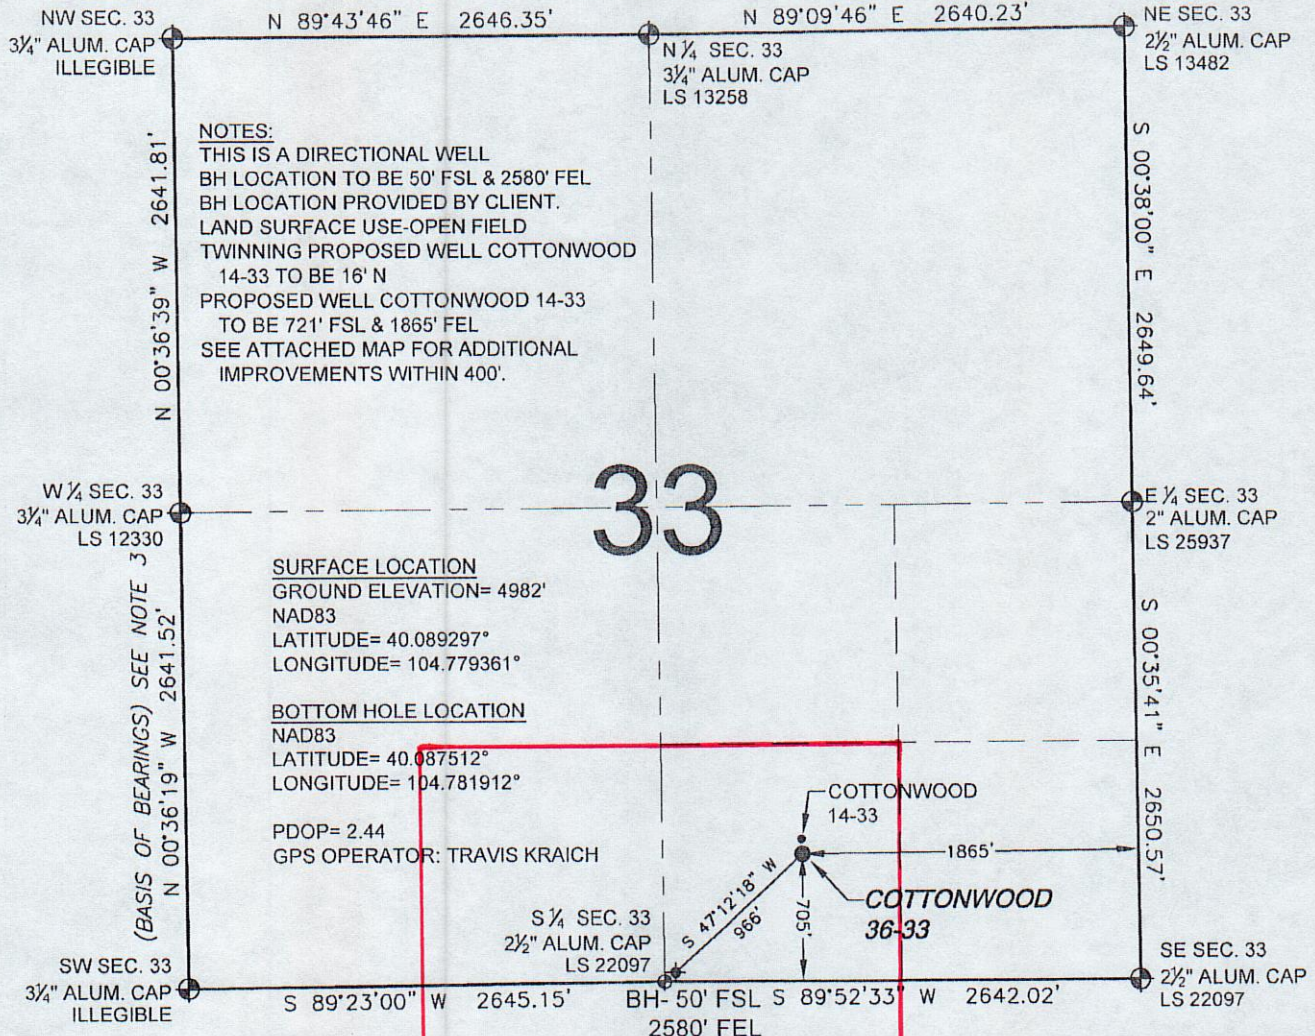 NW SEC. 33
3¼" ALUM. CAP
ILLEGIBLE
N 89°43'46" E 2646.35'
N 89°09'46" E 2640.23'
NE SEC. 33
2½" ALUM. CAP
LS 13482
N ¼ SEC. 33
3¼" ALUM. CAP
LS 13258
N 00°36'39" W 2641.81'
NOTES:
THIS IS A DIRECTIONAL WELL
BH LOCATION TO BE 50' FSL & 2580' FEL
BH LOCATION PROVIDED BY CLIENT.
LAND SURFACE USE-OPEN FIELD
TWINNING PROPOSED WELL COTTONWOOD
14-33 TO BE 16' N
PROPOSED WELL COTTONWOOD 14-33
TO BE 721' FSL & 1865' FEL
SEE ATTACHED MAP FOR ADDITIONAL
IMPROVEMENTS WITHIN 400'.
S 00°38'00" E 2649.64'
33
W ¼ SEC. 33
3¼" ALUM. CAP
LS 12330
E ¼ SEC. 33
2" ALUM. CAP
LS 25937
(BASIS OF BEARINGS) SEE NOTE 3
N 00°36'19" W 2641.52'
SURFACE LOCATION
GROUND ELEVATION= 4982'
NAD83
LATITUDE= 40.089297°
LONGITUDE= 104.779361°
BOTTOM HOLE LOCATION
NAD83
LATITUDE= 40.087512°
LONGITUDE= 104.781912°
PDOP= 2.44
GPS OPERATOR: TRAVIS KRAICH
S 00°35'41" E 2650.57'
COTTONWOOD
14-33
1865'
COTTONWOOD
36-33
705'
S 47°12'18" W
966'
S ¼ SEC. 33
2½" ALUM. CAP
LS 22097
SW SEC. 33
3¼" ALUM. CAP
ILLEGIBLE
S 89°23'00" W 2645.15'
BH- 50' FSL
2580' FEL
S 89°52'33" W 2642.02'
SE SEC. 33
2½" ALUM. CAP
LS 22097